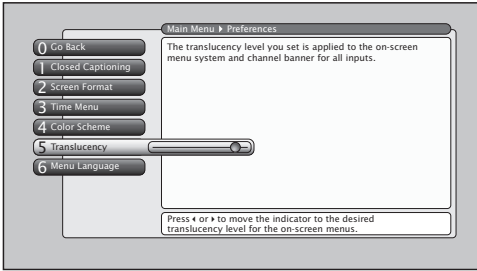 Main Menu ▸ Preferences
The translucency level you set is applied to the on-screen
menu system and channel banner for all inputs.
0 Go Back
1 Closed Captioning
2 Screen Format
3 Time Menu
4 Color Scheme
5 Translucency
6 Menu Language
Press ◂ or ▸ to move the indicator to the desired
translucency level for the on-screen menus.